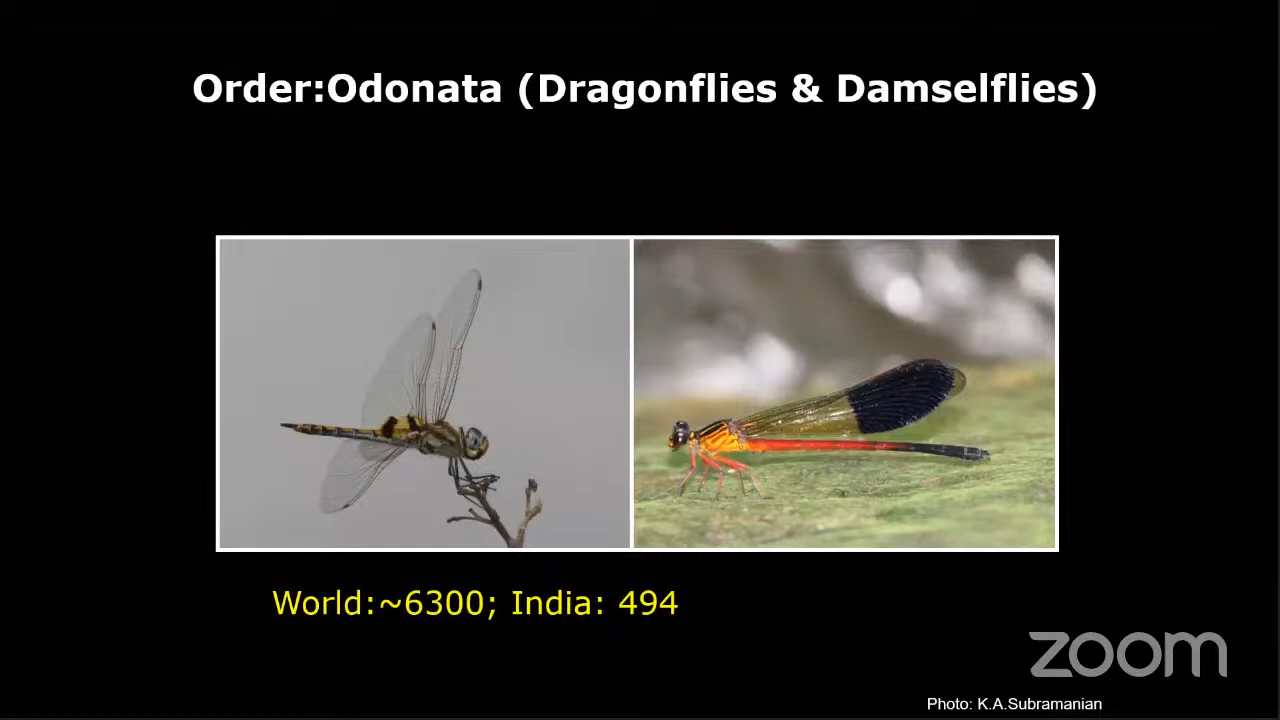 Order:Odonata (Dragonflies & Damselflies)
World:~6300; India: 494
zoom
Photo: K.A.Subramanian